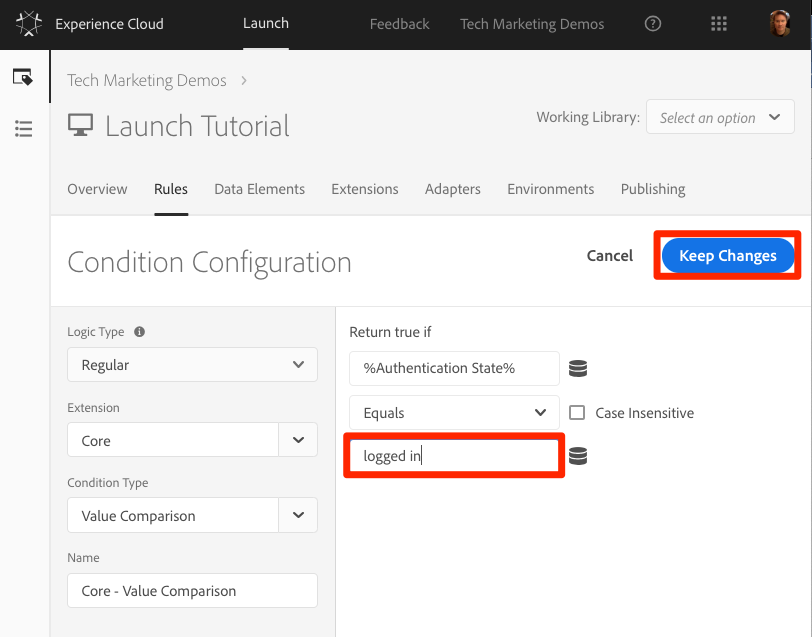 Experience Cloud Launch Feedback Tech Marketing Demos ?
Tech Marketing Demos >
Launch Tutorial
Working Library: Select an option
Overview Rules Data Elements Extensions Adapters Environments Publishing
Condition Configuration
Cancel Keep Changes
Logic Type i
Regular
Extension
Core
Condition Type
Value Comparison
Name
Core - Value Comparison
Return true if
%Authentication State%
Equals Case Insensitive
logged in